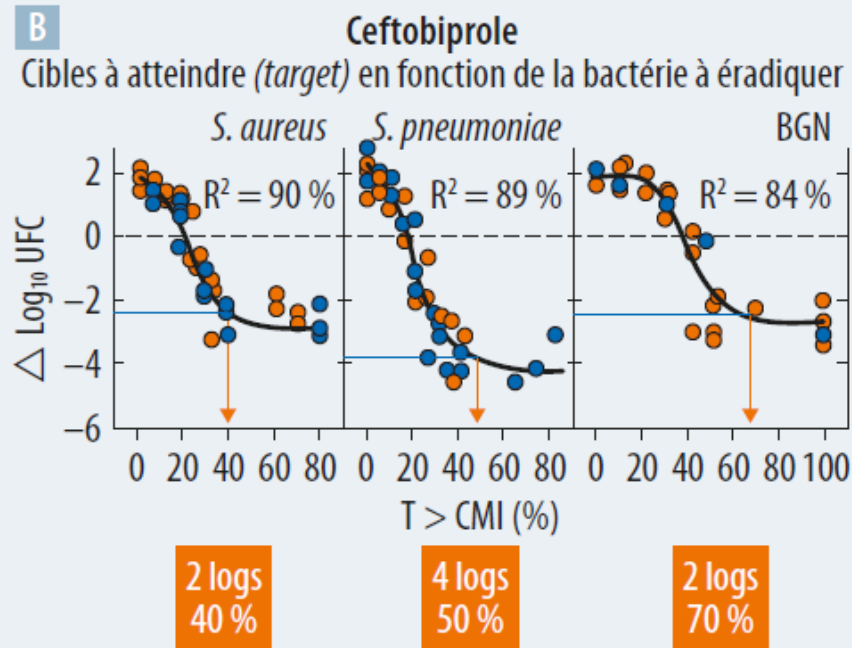 B
Ceftobiprole
Cibles à atteindre (target) en fonction de la bactérie à éradiquer
S. aureus S. pneumoniae BGN
R² = 90 % R² = 89 % R² = 84 %
△ Log₁₀ UFC
2
0
−2
−4
−6
0 20 40 60 80 0 20 40 60 80 0 20 40 60 80 100
T > CMI (%)
2 logs
40 %
4 logs
50 %
2 logs
70 %